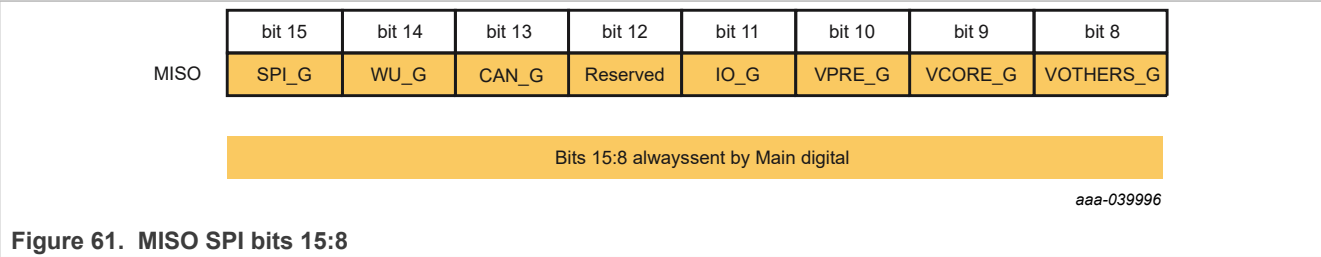 bit 15 bit 14 bit 13 bit 12 bit 11 bit 10 bit 9 bit 8
MISO SPI_G WU_G CAN_G Reserved IO_G VPRE_G VCORE_G VOTHERS_G
Bits 15:8 alwayssent by Main digital
aaa-039996
Figure 61. MISO SPI bits 15:8